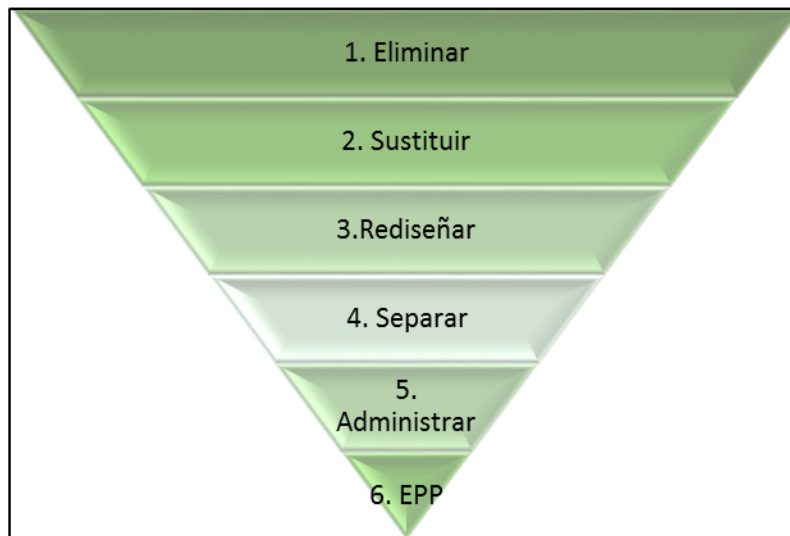 1. Eliminar
2. Sustituir
3.Rediseñar
4. Separar
5.
Administrar
6. EPP